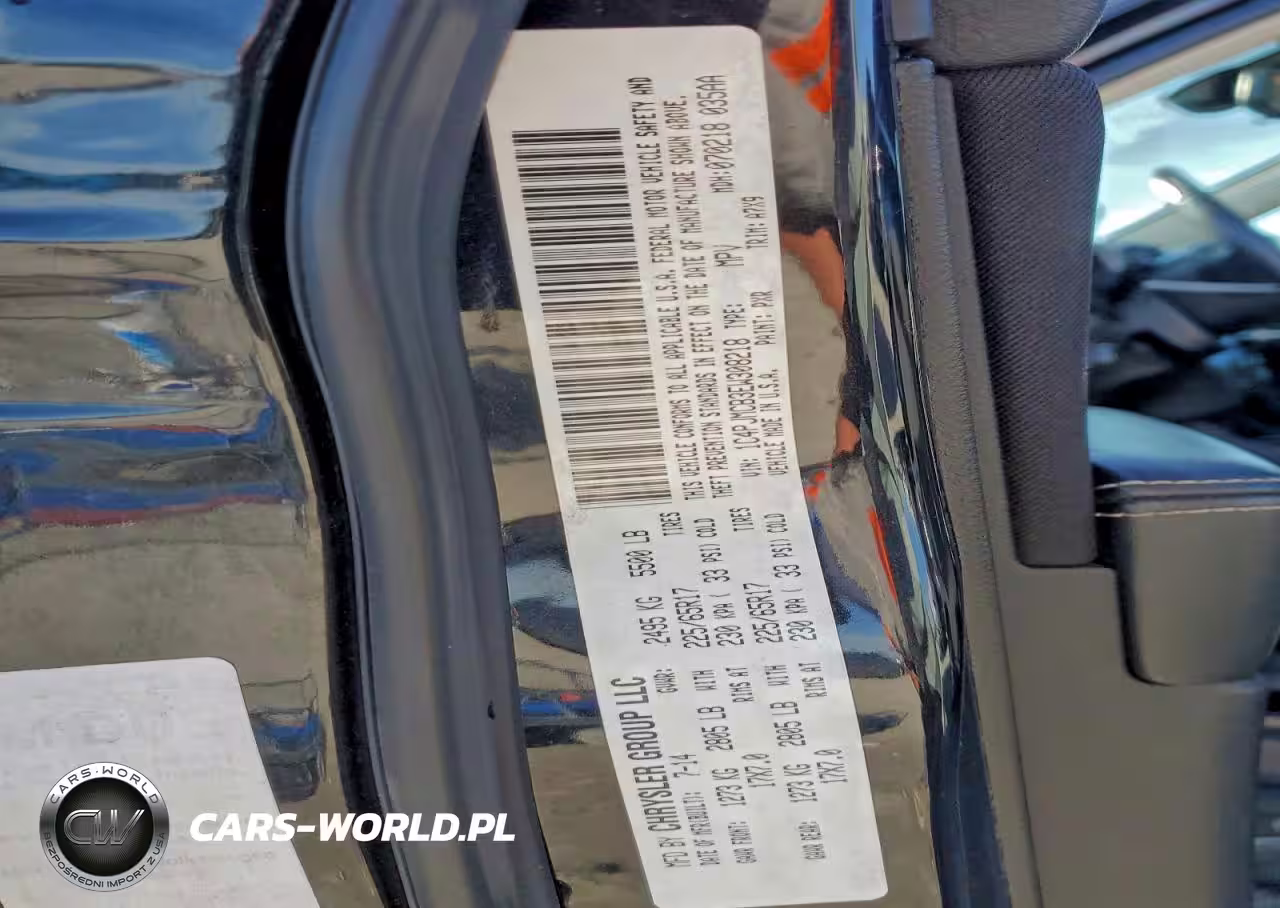 MFD BY CHRYSLER GROUP LLC
DATE OF MFR(BUILT): 7-14 GVWR: 2495 KG 5500 LB
GAWR FRONT: 1273 KG 2805 LB WITH 225/65R17 TIRES
17X7.0 RIMS AT 230 KPA ( 33 PSI) COLD
GAWR REAR: 1273 KG 2805 LB WITH 225/65R17 TIRES
17X7.0 RIMS AT 230 KPA ( 33 PSI) COLD
THIS VEHICLE CONFORMS TO ALL APPLICABLE U.S.A. FEDERAL MOTOR VEHICLE SAFETY AND
THEFT PREVENTION STANDARDS IN EFFECT ON THE DATE OF MANUFACTURE SHOWN ABOVE.
VIN: 1C4PJMCB3EW308218 TYPE: MPV MDH: 070218 035AA
VEHICLE MADE IN U.S.A. PAINT: PXR TRIM: A7X9
CARS-WORLD
CW
BEZPOŚREDNI IMPORT Z USA
CARS-WORLD.PL